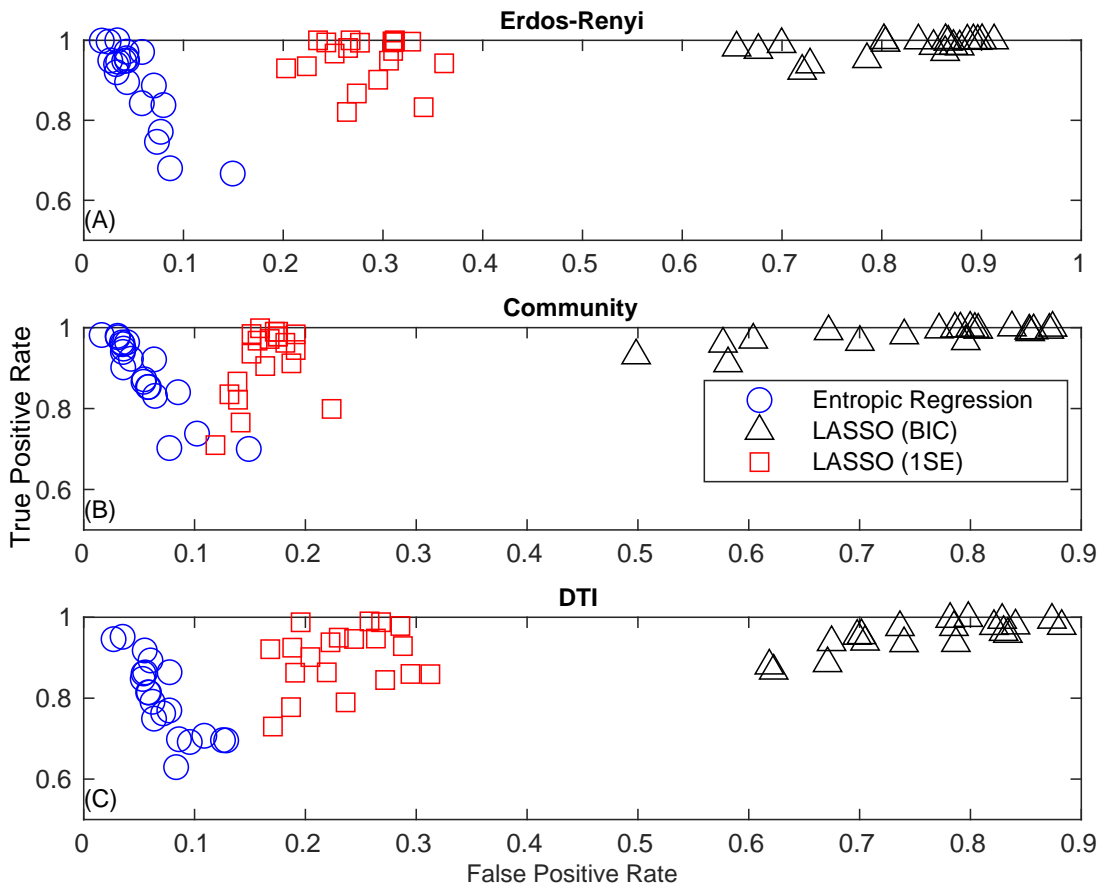 Erdos-Renyi
1
0.8
0.6
(A)
0 0.1 0.2 0.3 0.4 0.5 0.6 0.7 0.8 0.9 1
Community
1
0.8
0.6
(B)
0 0.1 0.2 0.3 0.4 0.5 0.6 0.7 0.8 0.9
True Positive Rate
Entropic Regression
LASSO (BIC)
LASSO (1SE)
DTI
1
0.8
0.6
(C)
0 0.1 0.2 0.3 0.4 0.5 0.6 0.7 0.8 0.9
False Positive Rate